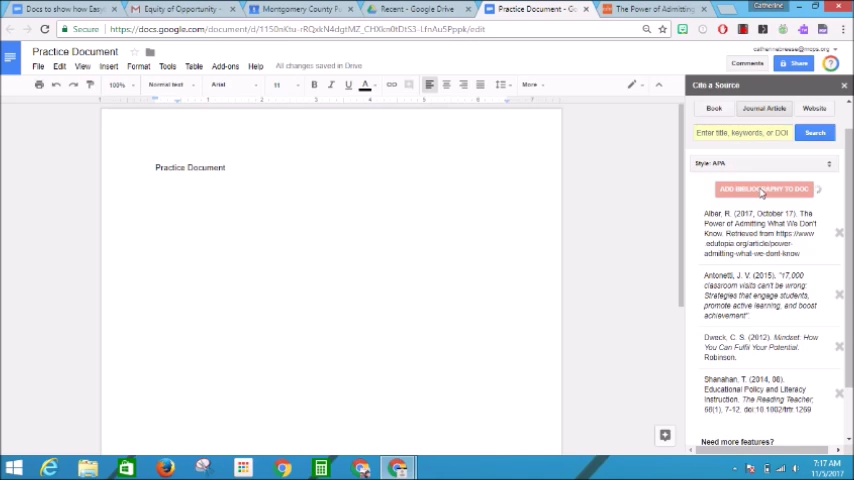 Docs to show how Easyl
Equity of Opportunity -
Montgomery County Pu
Recent - Google Drive
Practice Document - Go
The Power of Admitting
Catherine
Secure
https://docs.google.com/document/d/
/edit
Practice Document
File Edit View Insert Format Tools Table Add-ons Help
All changes saved in Drive
Comments
Share
100%
Normal text
Arial
11
B I U A
More
Cite a Source
Book
Journal Article
Website
Enter title, keywords, or DOI
Search
Style: APA
ADD BIBLIOGRAPHY TO DOC
Practice Document
Alber, R. (2017, October 17). The
Power of Admitting What We Don't
Know. Retrieved from https://www
.edutopia.org/article/power-
admitting-what-we-dont-know
Antonetti, J. V. (2015). "17,000
classroom visits can't be wrong:
Strategies that engage students,
promote active learning, and boost
achievement".
Dweck, C. S. (2012). Mindset: How
You Can Fulfil Your Potential.
Robinson.
Shanahan, T. (2014, 08).
Educational Policy and Literacy
Instruction. The Reading Teacher,
68(1), 7-12. doi:10.1002/trtr.1269
Need more features?
7:17 AM
11/5/2017